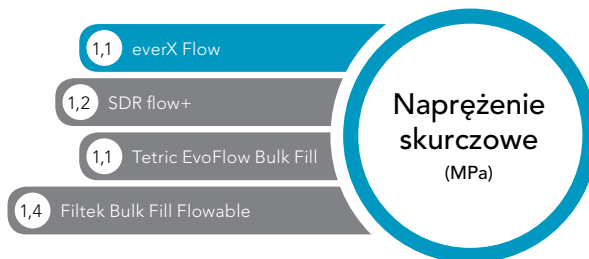 1,1 everX Flow
1,2 SDR flow+
1,1 Tetric EvoFlow Bulk Fill
1,4 Filtek Bulk Fill Flowable
Naprężenie
skurczowe
(MPa)